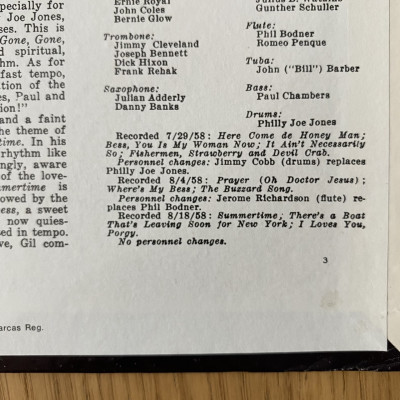 pecially for
Joe Jones,
ses. This is
Gone, Gone,
d spiritual,
hm. As for
fast tempo,
tion of the
es, Paul and
ion!"
and a faint
the theme of
time. In his
rhythm like
ngly, aware
of the love-
mertime is
owed by the
ess, a sweet
now quies-
ed in tempo.
ve, Gil com-
arcas Reg.
Ernie Royal
John Coles
Bernie Glow
Trombone:
Jimmy Cleveland
Joseph Bennett
Dick Hixon
Frank Rehak
Saxophone:
Julian Adderly
Danny Banks
Gunther Schuller
Flute:
Phil Bodner
Romeo Penque
Tuba:
John ("Bill") Barber
Bass:
Paul Chambers
Drums:
Philly Joe Jones
Recorded 7/29/58: Here Come de Honey Man;
Bess, You Is My Woman Now; It Ain't Necessarily
So; Fishermen, Strawberry and Devil Crab.
Personnel changes: Jimmy Cobb (drums) replaces
Philly Joe Jones.
Recorded 8/4/58: Prayer (Oh Doctor Jesus);
Where's My Bess; The Buzzard Song.
Personnel changes: Jerome Richardson (flute) re-
places Phil Bodner.
Recorded 8/18/58: Summertime; There's a Boat
That's Leaving Soon for New York; I Loves You,
Porgy.
No personnel changes.
3